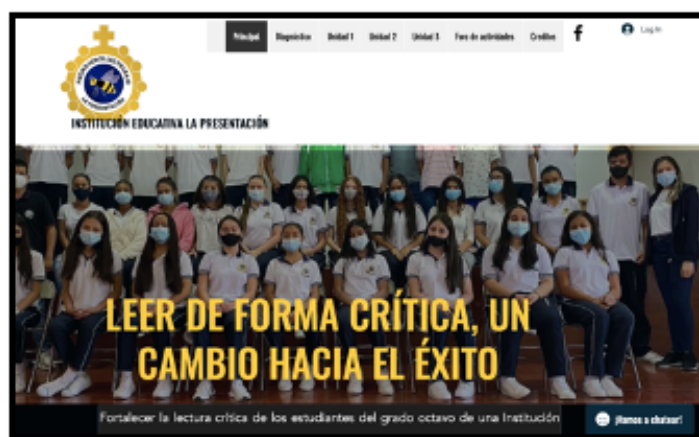 Principal Diagnóstico Unidad 1 Unidad 2 Unidad 3 Foro de actividades Creditos f Log In
INSTITUCIÓN EDUCATIVA LA PRESENTACIÓN
LEER DE FORMA CRÍTICA, UN
CAMBIO HACIA EL ÉXITO
Fortalecer la lectura crítica de los estudiantes del grado octavo de una Institución
¡Vamos a chatear!